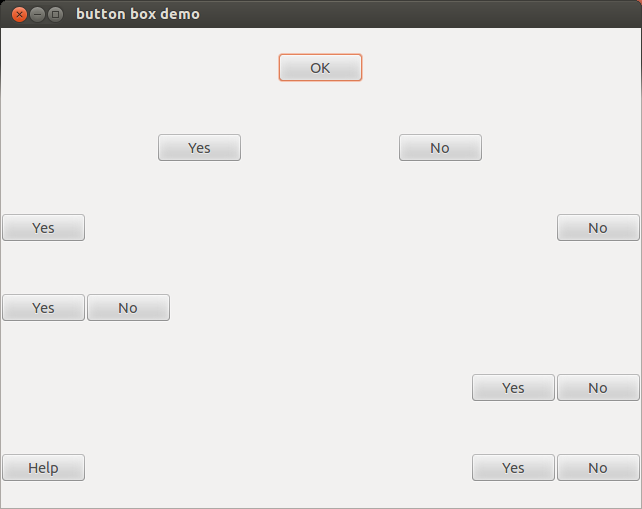 button box demo
OK
Yes No
Yes No
Yes No
Yes No
Help Yes No